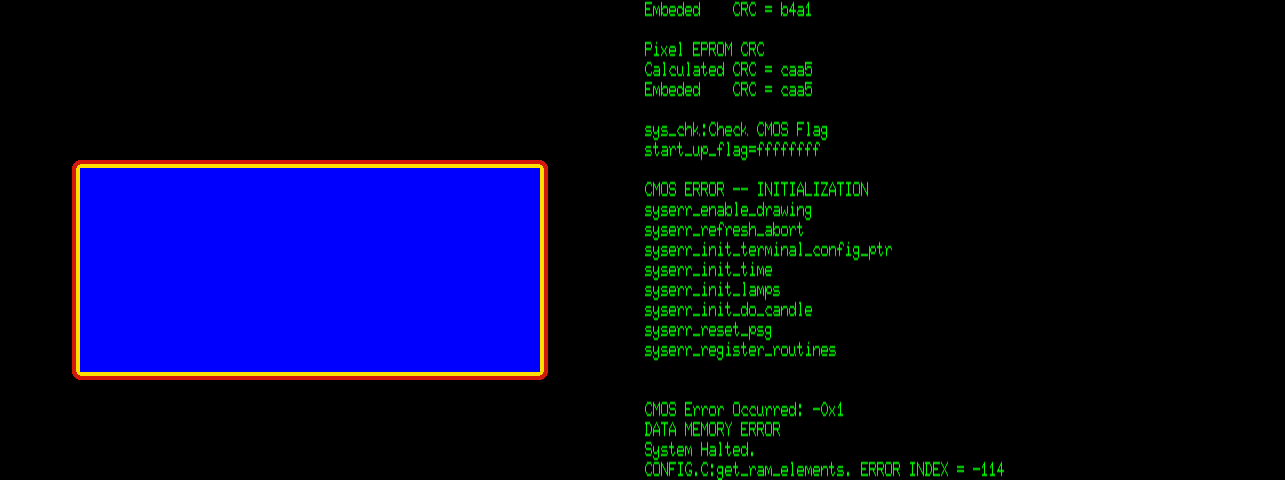 Embeded    CRC = b4a1
Pixel EPROM CRC
Calculated CRC = caa5
Embeded    CRC = caa5
sys_chk:Check CMOS Flag
start_up_flag=ffffffff
CMOS ERROR -- INITIALIZATION
syserr_enable_drawing
syserr_refresh_abort
syserr_init_terminal_config_ptr
syserr_init_time
syserr_init_lamps
syserr_init_do_candle
syserr_reset_psg
syserr_register_routines
CMOS Error Occurred: -0x1
DATA MEMORY ERROR
System Halted.
CONFIG.C:get_ram_elements. ERROR INDEX = -114